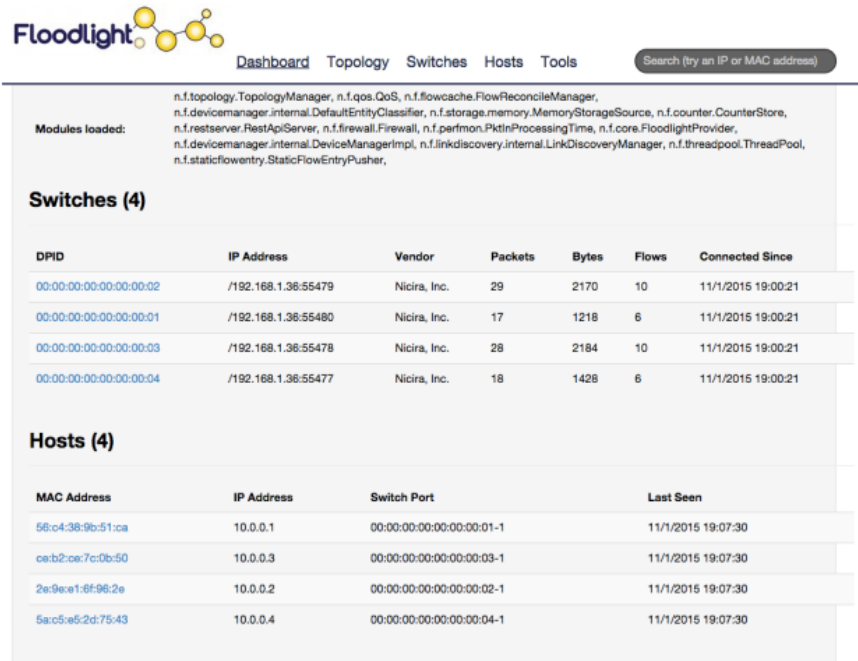 Floodlight
Dashboard Topology Switches Hosts Tools Search (try an IP or MAC address)
n.f.topology.TopologyManager, n.f.qos.QoS, n.f.flowcache.FlowReconcileManager,
n.f.devicemanager.internal.DefaultEntityClassifier, n.f.storage.memory.MemoryStorageSource, n.f.counter.CounterStore,
Modules loaded: n.f.restserver.RestApiServer, n.f.firewall.Firewall, n.f.perfmon.PktInProcessingTime, n.f.core.FloodlightProvider,
n.f.devicemanager.internal.DeviceManagerImpl, n.f.linkdiscovery.internal.LinkDiscoveryManager, n.f.threadpool.ThreadPool,
n.f.staticflowentry.StaticFlowEntryPusher,
Switches (4)
DPID IP Address Vendor Packets Bytes Flows Connected Since
00:00:00:00:00:00:00:02 /192.168.1.36:55479 Nicira, Inc. 29 2170 10 11/1/2015 19:00:21
00:00:00:00:00:00:00:01 /192.168.1.36:55480 Nicira, Inc. 17 1218 6 11/1/2015 19:00:21
00:00:00:00:00:00:00:03 /192.168.1.36:55478 Nicira, Inc. 28 2184 10 11/1/2015 19:00:21
00:00:00:00:00:00:00:04 /192.168.1.36:55477 Nicira, Inc. 18 1428 6 11/1/2015 19:00:21
Hosts (4)
MAC Address IP Address Switch Port Last Seen
56:c4:38:9b:51:ca 10.0.0.1 00:00:00:00:00:00:00:01-1 11/1/2015 19:07:30
ce:b2:ce:7c:0b:50 10.0.0.3 00:00:00:00:00:00:00:03-1 11/1/2015 19:07:30
2e:9e:e1:6f:96:2e 10.0.0.2 00:00:00:00:00:00:00:02-1 11/1/2015 19:07:30
5a:c5:e5:2d:75:43 10.0.0.4 00:00:00:00:00:00:00:04-1 11/1/2015 19:07:30